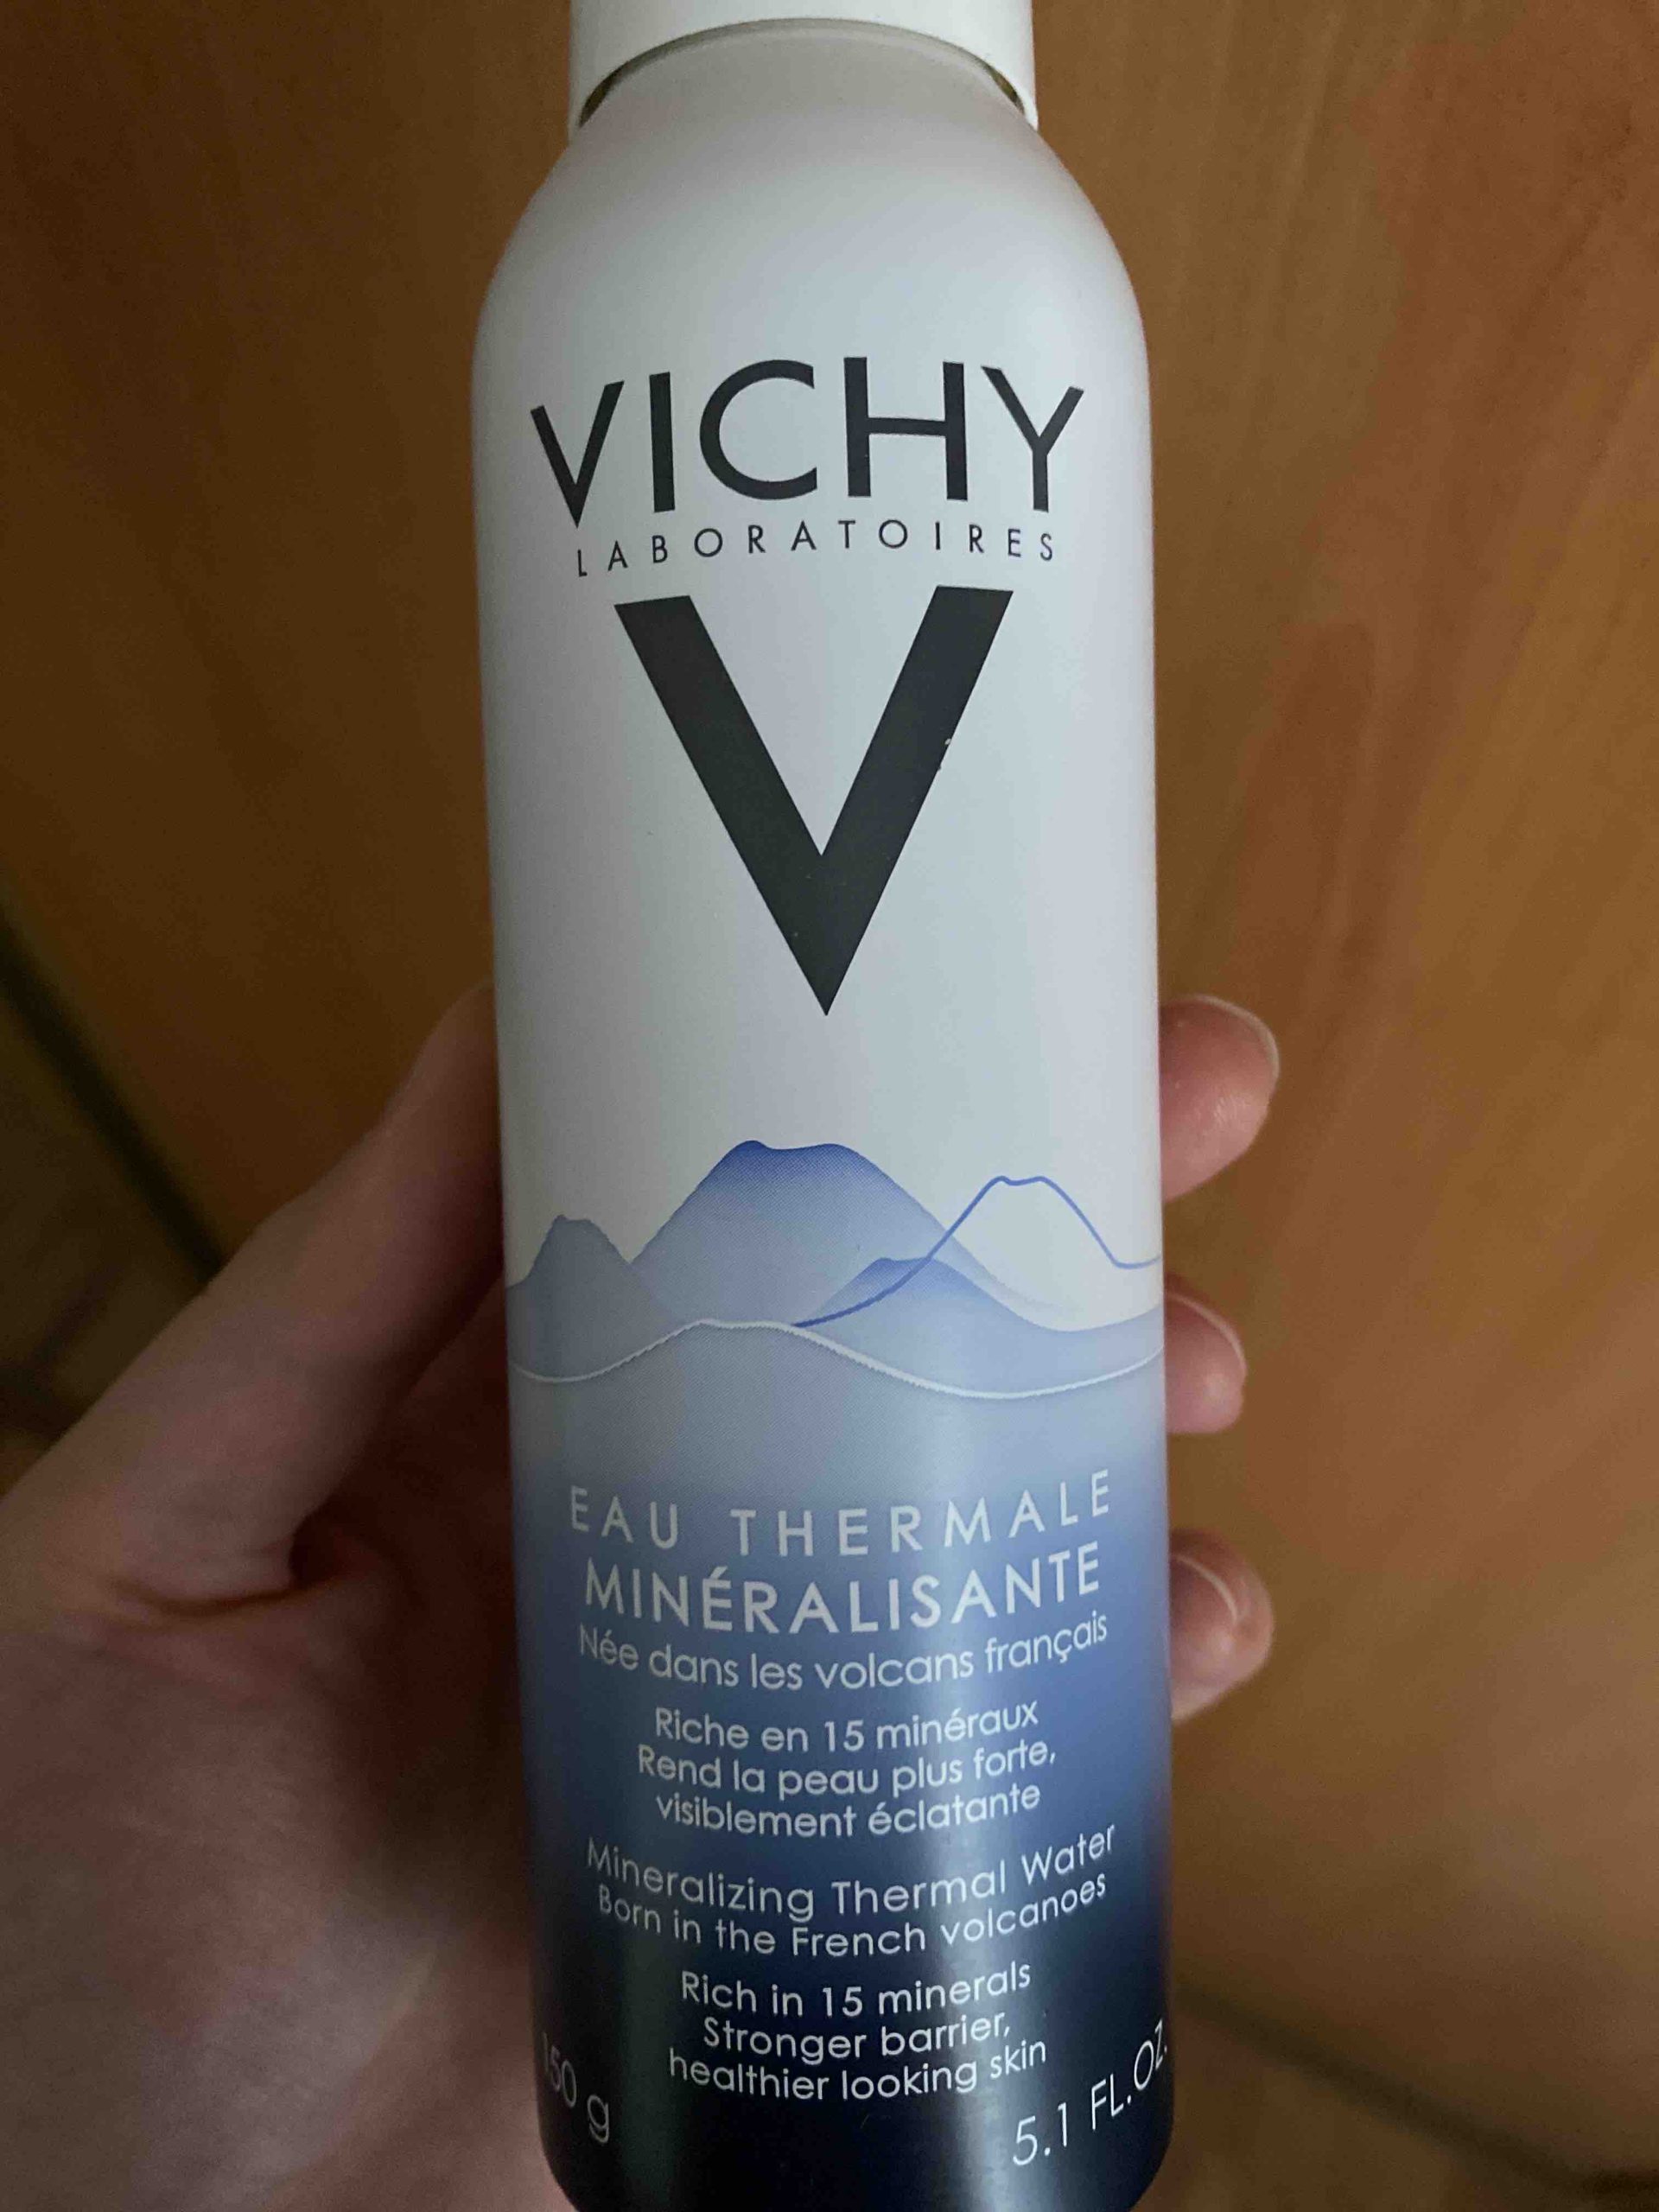 VICHY
LABORATOIRES
V
EAU THERMALE
MINÉRALISANTE
Née dans les volcans français
Riche en 15 minéraux
Rend la peau plus forte,
visiblement éclatante
Mineralizing Thermal Water
Born in the French volcanoes
Rich in 15 minerals
Stronger barrier,
healthier looking skin
150 g
5.1 FL.OZ.